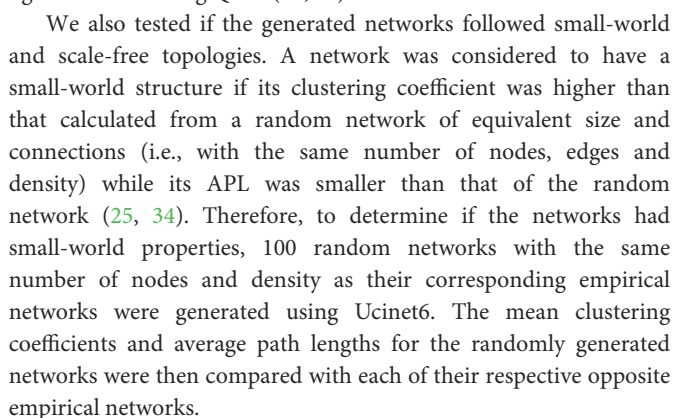 We also tested if the generated networks followed small-world
and scale-free topologies. A network was considered to have a
small-world structure if its clustering coefficient was higher than
that calculated from a random network of equivalent size and
connections (i.e., with the same number of nodes, edges and
density) while its APL was smaller than that of the random
network (25, 34). Therefore, to determine if the networks had
small-world properties, 100 random networks with the same
number of nodes and density as their corresponding empirical
networks were generated using Ucinet6. The mean clustering
coefficients and average path lengths for the randomly generated
networks were then compared with each of their respective opposite
empirical networks.